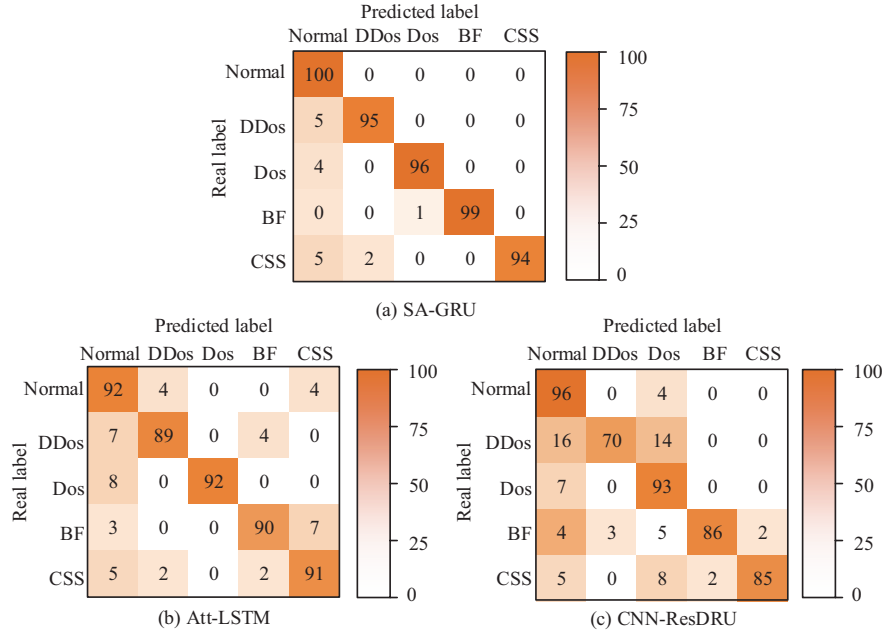 Predicted label
Normal DDos Dos BF CSS
Real label
Normal 100 0 0 0 0
DDos 5 95 0 0 0
Dos 4 0 96 0 0
BF 0 0 1 99 0
CSS 5 2 0 0 94
100
75
50
25
0
(a) SA-GRU
Predicted label
Normal DDos Dos BF CSS
Real label
Normal 92 4 0 0 4
DDos 7 89 0 4 0
Dos 8 0 92 0 0
BF 3 0 0 90 7
CSS 5 2 0 2 91
100
75
50
25
0
(b) Att-LSTM
Predicted label
Normal DDos Dos BF CSS
Real label
Normal 96 0 4 0 0
DDos 16 70 14 0 0
Dos 7 0 93 0 0
BF 4 3 5 86 2
CSS 5 0 8 2 85
100
75
50
25
0
(c) CNN-ResDRU